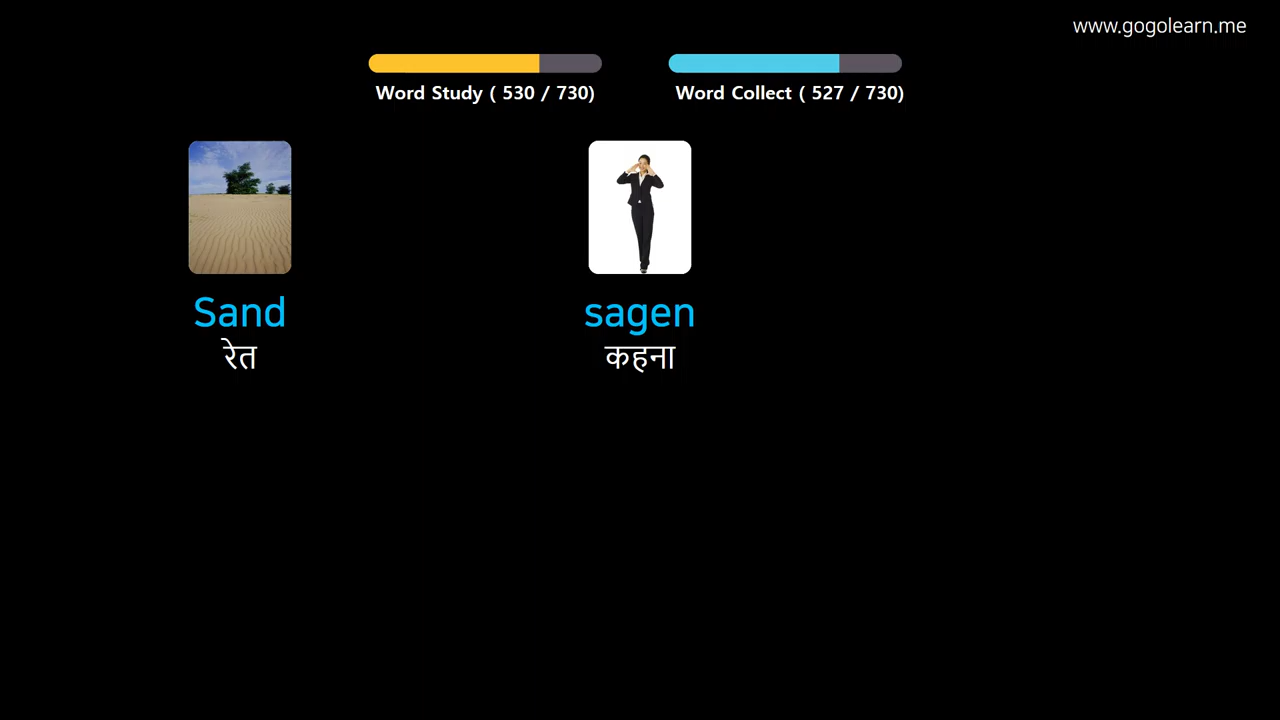 www.gogolearn.me
Word Study ( 530 / 730)
Word Collect ( 527 / 730)
Sand
रेत
sagen
कहना